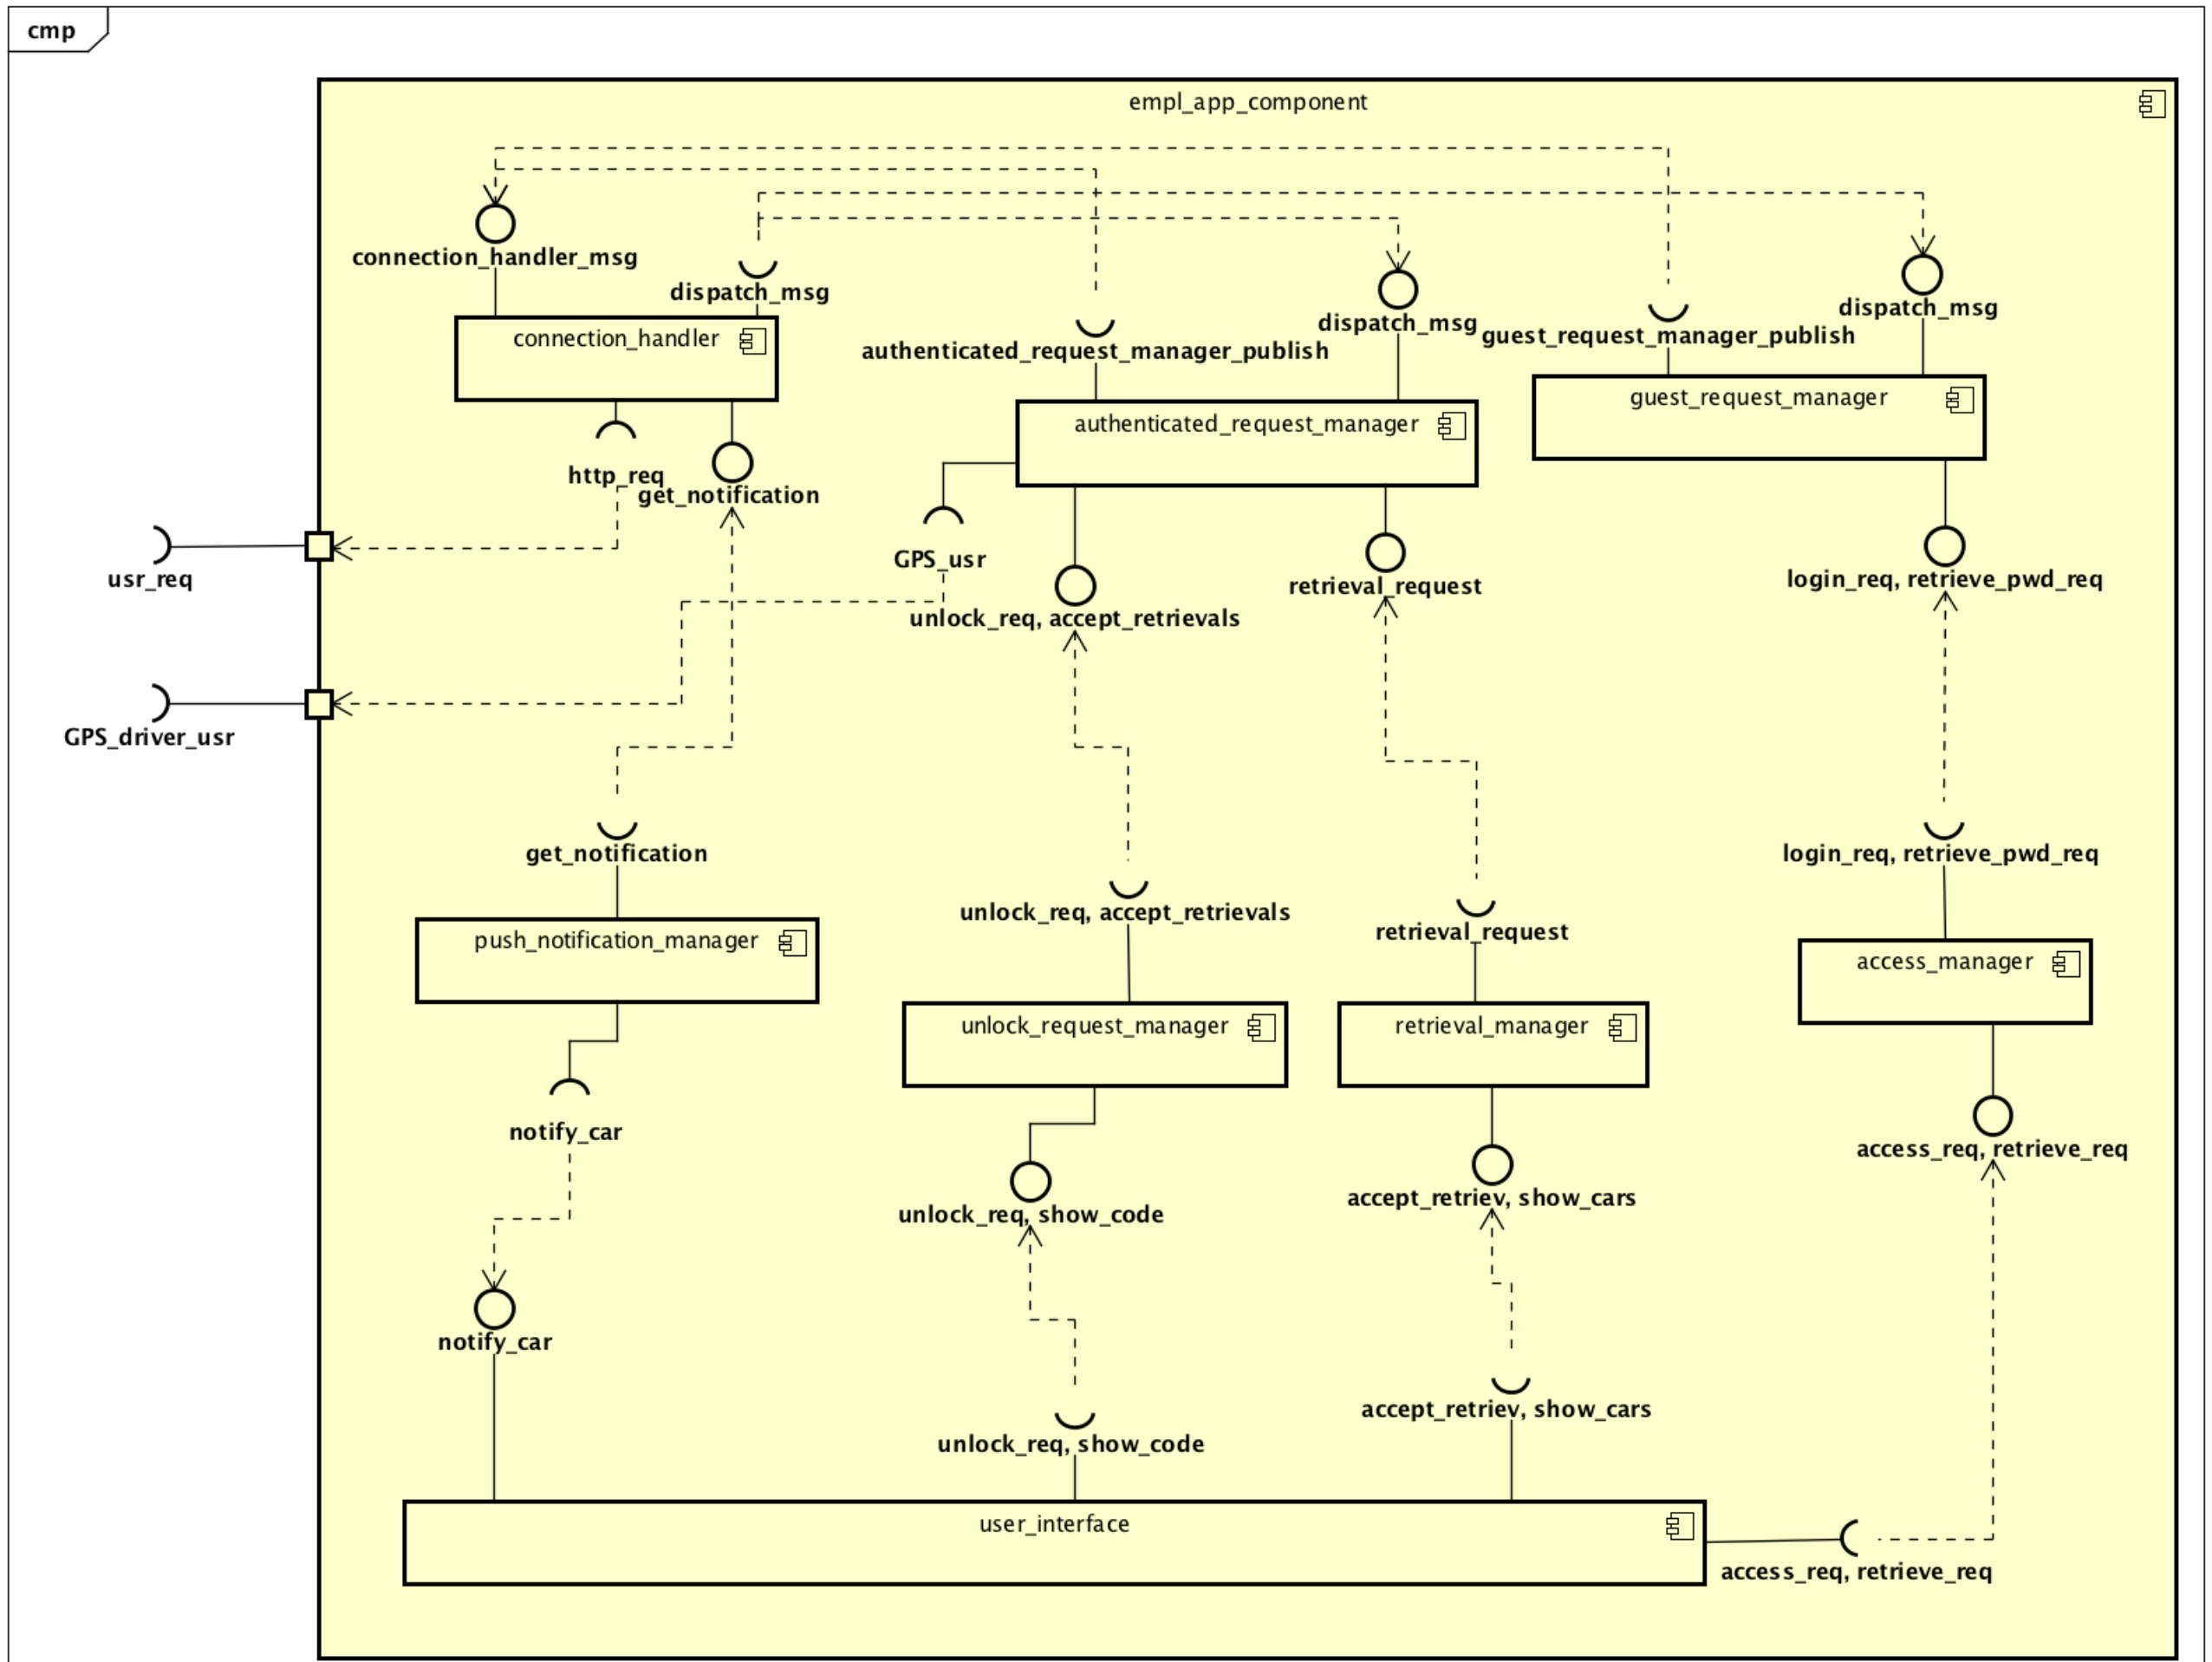 cmp
empl_app_component
connection_handler_msg
dispatch_msg
dispatch_msg
dispatch_msg
connection_handler
authenticated_request_manager_publish
guest_request_manager_publish
guest_request_manager
authenticated_request_manager
http_req
get_notification
GPS_usr
usr_req
unlock_req, accept_retrievals
retrieval_request
login_req, retrieve_pwd_req
GPS_driver_usr
get_notification
login_req, retrieve_pwd_req
unlock_req, accept_retrievals
retrieval_request
push_notification_manager
access_manager
unlock_request_manager
retrieval_manager
notify_car
access_req, retrieve_req
unlock_req, show_code
accept_retriev, show_cars
notify_car
accept_retriev, show_cars
unlock_req, show_code
user_interface
access_req, retrieve_req